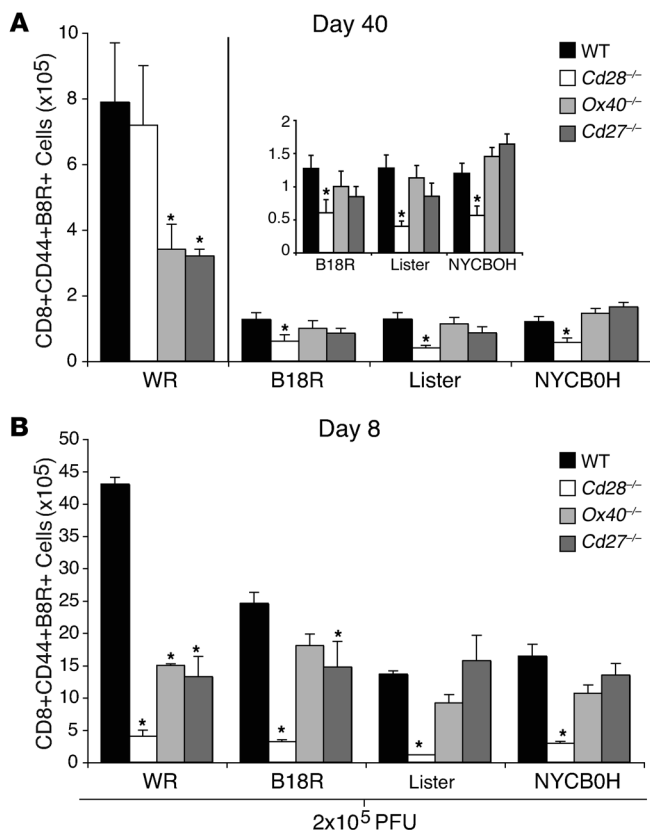 A
Day 40
CD8+CD44+B8R+ Cells (x10⁵)
10
8
6
4
2
0
WT
Cd28⁻/⁻
Ox40⁻/⁻
Cd27⁻/⁻
2
1.5
1
0.5
0
*
*
*
B18R Lister NYCBOH
* *
*
*
*
WR B18R Lister NYCB0H
B
Day 8
CD8+CD44+B8R+ Cells (x10⁵)
50
45
40
35
30
25
20
15
10
5
0
WT
Cd28⁻/⁻
Ox40⁻/⁻
Cd27⁻/⁻
*
* *
*
*
*
*
WR B18R Lister NYCB0H
2x10⁵ PFU